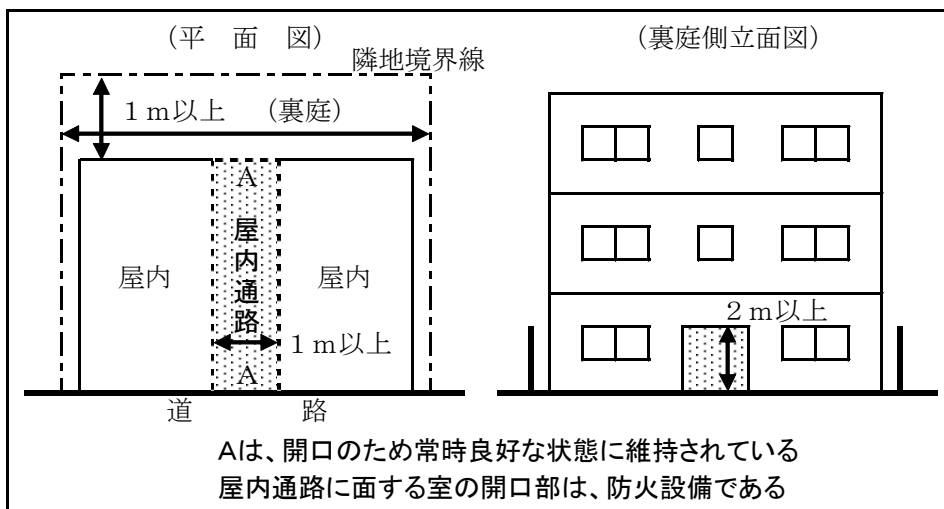 (平 面 図)
隣地境界線
1m以上 (裏庭)
A
屋内
屋内通路
屋内
1m以上
A
道 路
(裏庭側立面図)
2m以上
Aは、開口のため常時良好な状態に維持されている
屋内通路に面する室の開口部は、防火設備である